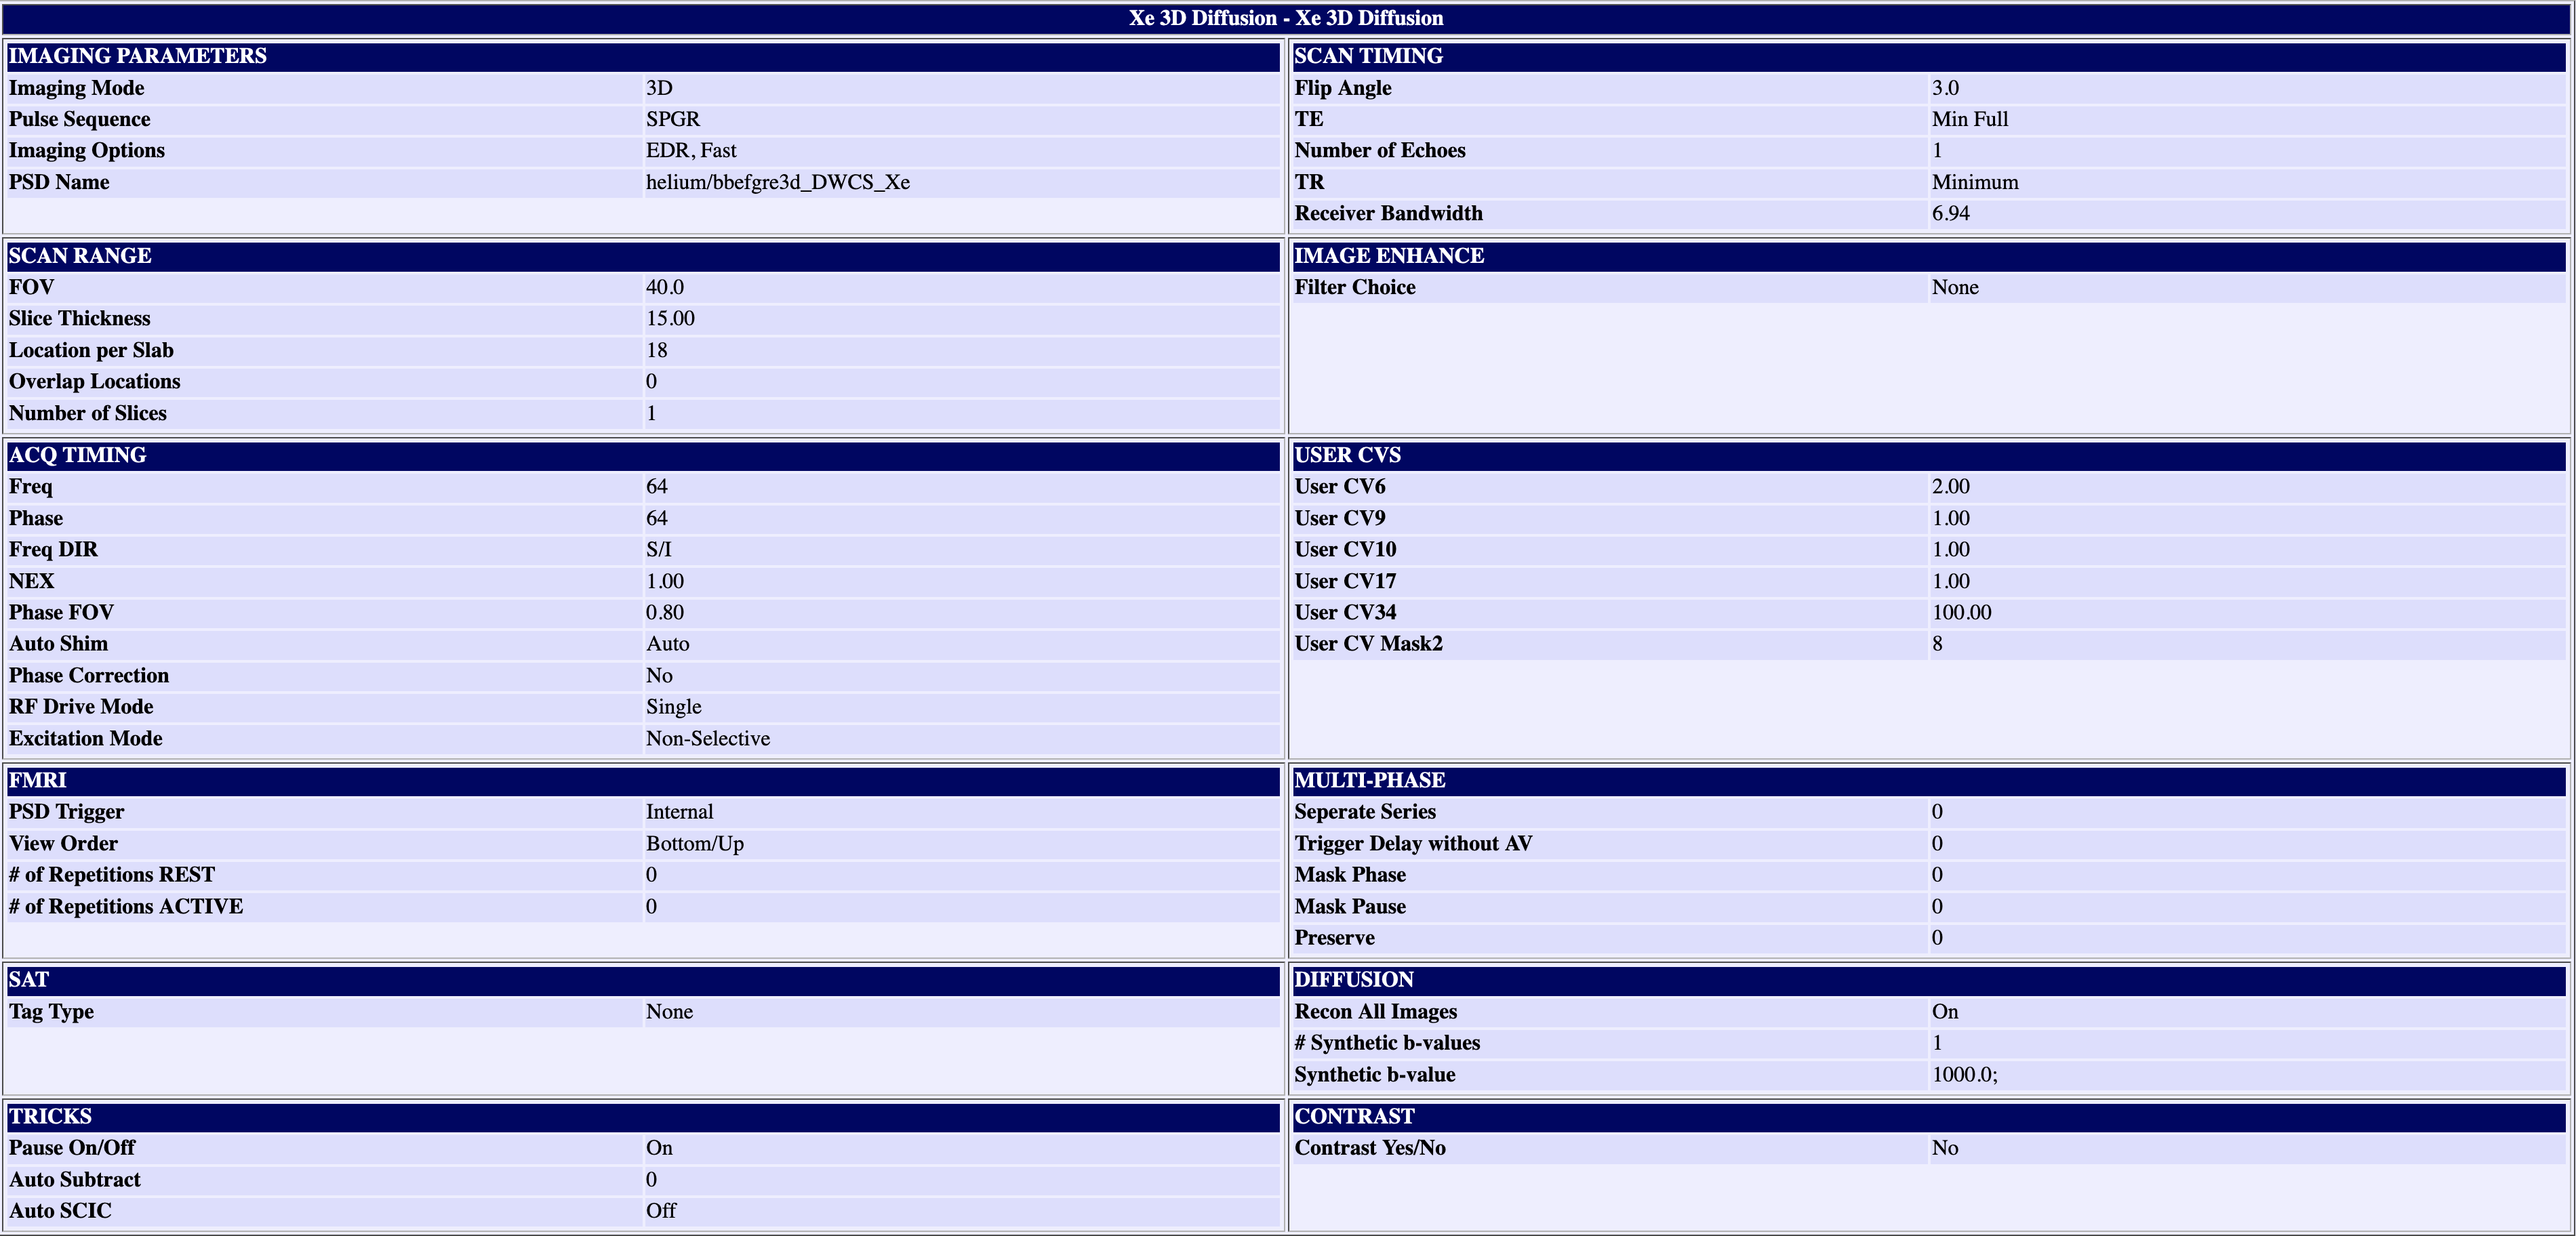 Xe 3D Diffusion - Xe 3D Diffusion
IMAGING PARAMETERS
Imaging Mode 3D
Pulse Sequence SPGR
Imaging Options EDR, Fast
PSD Name helium/bbefgre3d_DWCS_Xe
SCAN TIMING
Flip Angle 3.0
TE Min Full
Number of Echoes 1
TR Minimum
Receiver Bandwidth 6.94
SCAN RANGE
FOV 40.0
Slice Thickness 15.00
Location per Slab 18
Overlap Locations 0
Number of Slices 1
IMAGE ENHANCE
Filter Choice None
ACQ TIMING
Freq 64
Phase 64
Freq DIR S/I
NEX 1.00
Phase FOV 0.80
Auto Shim Auto
Phase Correction No
RF Drive Mode Single
Excitation Mode Non-Selective
USER CVS
User CV6 2.00
User CV9 1.00
User CV10 1.00
User CV17 1.00
User CV34 100.00
User CV Mask2 8
FMRI
PSD Trigger Internal
View Order Bottom/Up
# of Repetitions REST 0
# of Repetitions ACTIVE 0
MULTI-PHASE
Seperate Series 0
Trigger Delay without AV 0
Mask Phase 0
Mask Pause 0
Preserve 0
SAT
Tag Type None
DIFFUSION
Recon All Images On
# Synthetic b-values 1
Synthetic b-value 1000.0;
TRICKS
Pause On/Off On
Auto Subtract 0
Auto SCIC Off
CONTRAST
Contrast Yes/No No